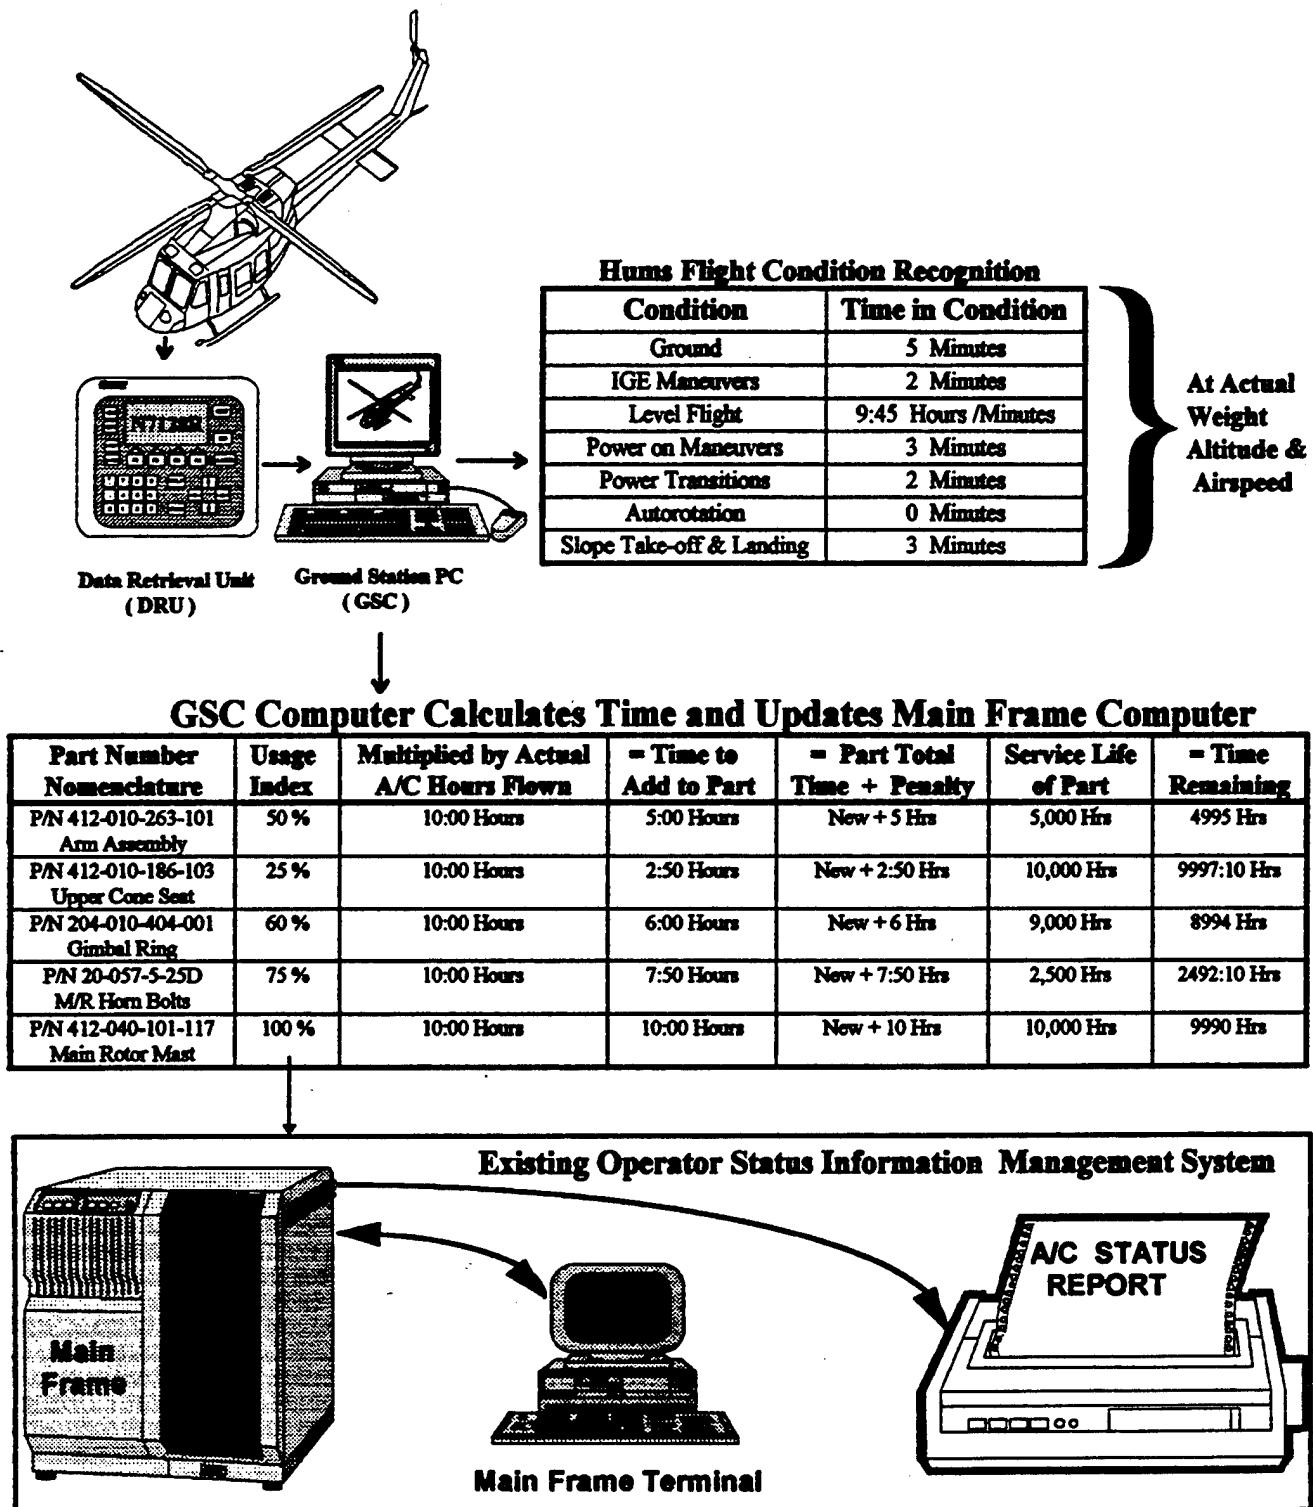 Hums Flight Condition Recognition
Condition Time in Condition
Ground 5 Minutes
IGE Maneuvers 2 Minutes
Level Flight 9:45 Hours /Minutes
Power on Maneuvers 3 Minutes
Power Transitions 2 Minutes
Autorotation 0 Minutes
Slope Take-off & Landing 3 Minutes
At Actual
Weight
Altitude &
Airspeed
Data Retrieval Unit
( DRU )
Ground Station PC
( GSC )
GSC Computer Calculates Time and Updates Main Frame Computer
Part Number Usage Multiplied by Actual = Time to = Part Total Service Life = Time
Nomenclature Index A/C Hours Flown Add to Part Time + Penalty of Part Remaining
P/N 412-010-263-101 50 % 10:00 Hours 5:00 Hours New + 5 Hrs 5,000 Hrs 4995 Hrs
Arm Assembly
P/N 412-010-186-103 25 % 10:00 Hours 2:50 Hours New + 2:50 Hrs 10,000 Hrs 9997:10 Hrs
Upper Cone Seat
P/N 204-010-404-001 60 % 10:00 Hours 6:00 Hours New + 6 Hrs 9,000 Hrs 8994 Hrs
Gimbal Ring
P/N 20-057-5-25D 75 % 10:00 Hours 7:50 Hours New + 7:50 Hrs 2,500 Hrs 2492:10 Hrs
M/R Horn Bolts
P/N 412-040-101-117 100 % 10:00 Hours 10:00 Hours New + 10 Hrs 10,000 Hrs 9990 Hrs
Main Rotor Mast
Existing Operator Status Information Management System
A/C STATUS
REPORT
Main
Frame
Main Frame Terminal